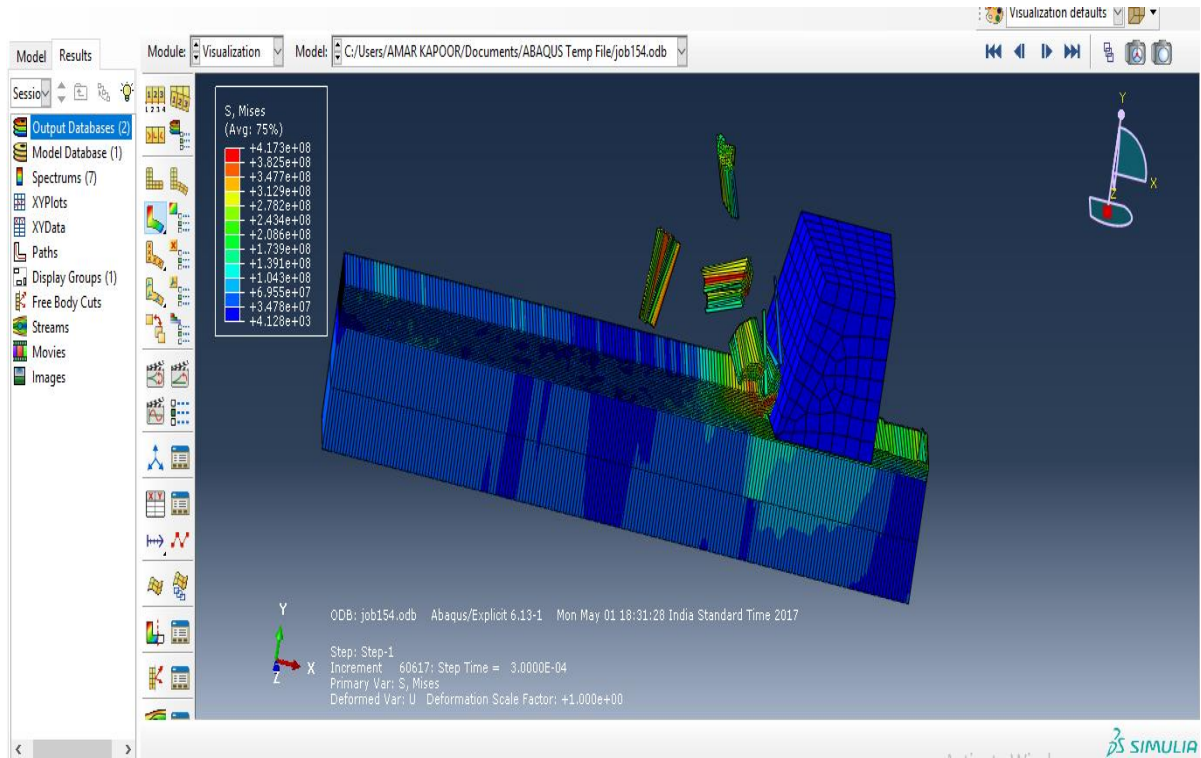 Visualization defaults
Model Results
Module: Visualization Model: C:/Users/AMAR KAPOOR/Documents/ABAQUS Temp File/job154.odb
Sessio
Output Databases (2)
Model Database (1)
Spectrums (7)
XYPlots
XYData
Paths
Display Groups (1)
Free Body Cuts
Streams
Movies
Images
S, Mises
(Avg: 75%)
+4.173e+08
+3.825e+08
+3.477e+08
+3.129e+08
+2.782e+08
+2.434e+08
+2.086e+08
+1.739e+08
+1.391e+08
+1.043e+08
+6.955e+07
+3.478e+07
+4.128e+03
Y
X
Y
X
Z
ODB: job154.odb Abaqus/Explicit 6.13-1 Mon May 01 18:31:28 India Standard Time 2017
Step: Step-1
Increment 60617: Step Time = 3.0000E-04
Primary Var: S, Mises
Deformed Var: U Deformation Scale Factor: +1.000e+00
SIMULIA